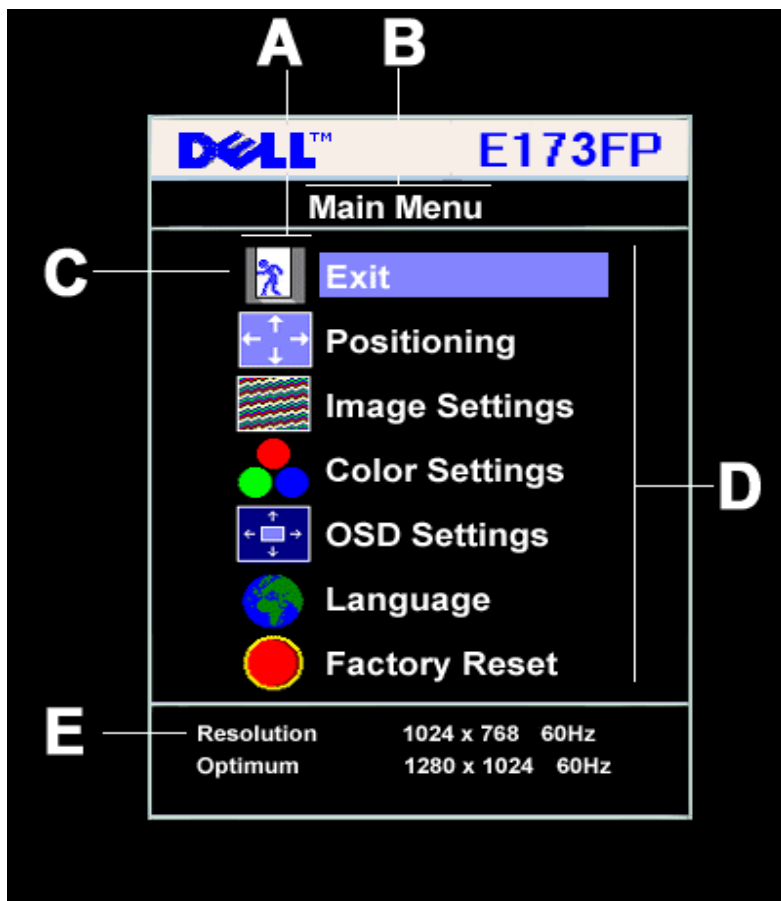 A B
DELL™ E173FP
Main Menu
C Exit
Positioning
Image Settings
Color Settings
D
OSD Settings
Language
Factory Reset
E Resolution 1024 x 768 60Hz
Optimum 1280 x 1024 60Hz